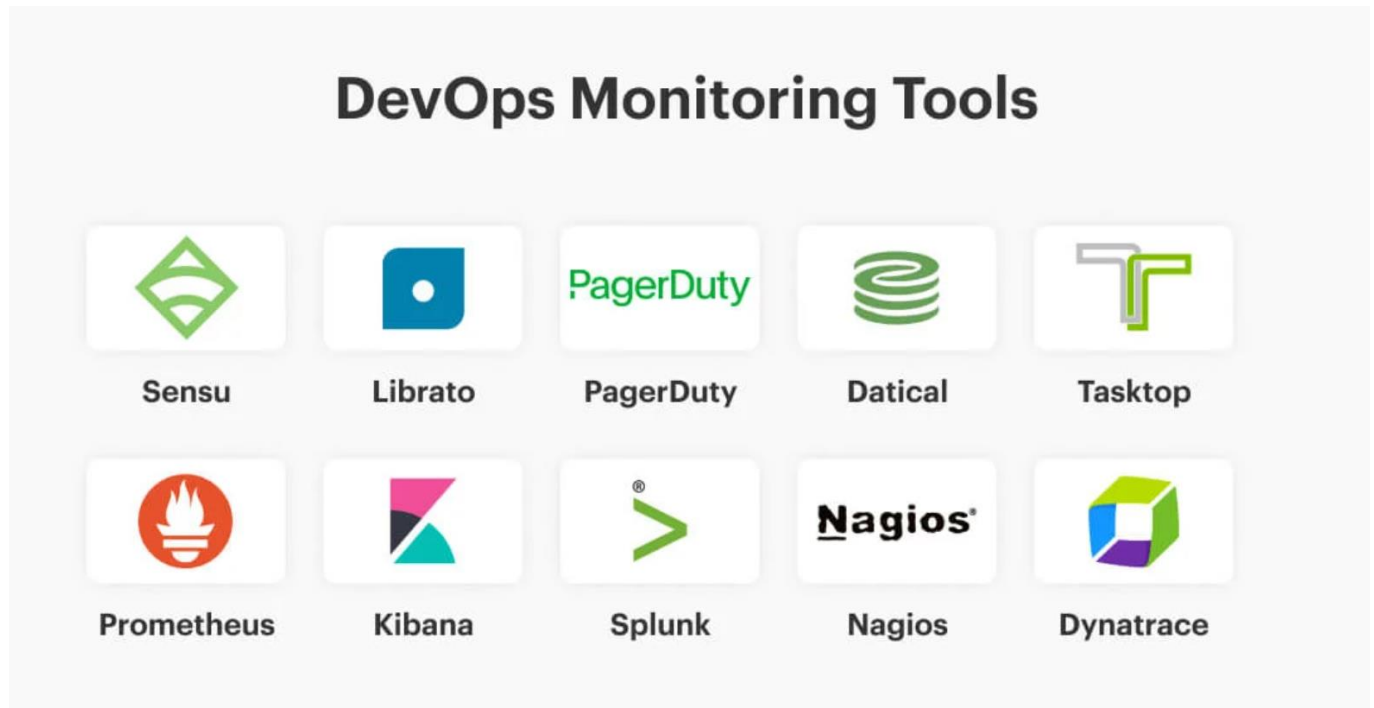 DevOps Monitoring Tools
PagerDuty
Sensu Librato PagerDuty Datical Tasktop
®
Nagios®
Prometheus Kibana Splunk Nagios Dynatrace